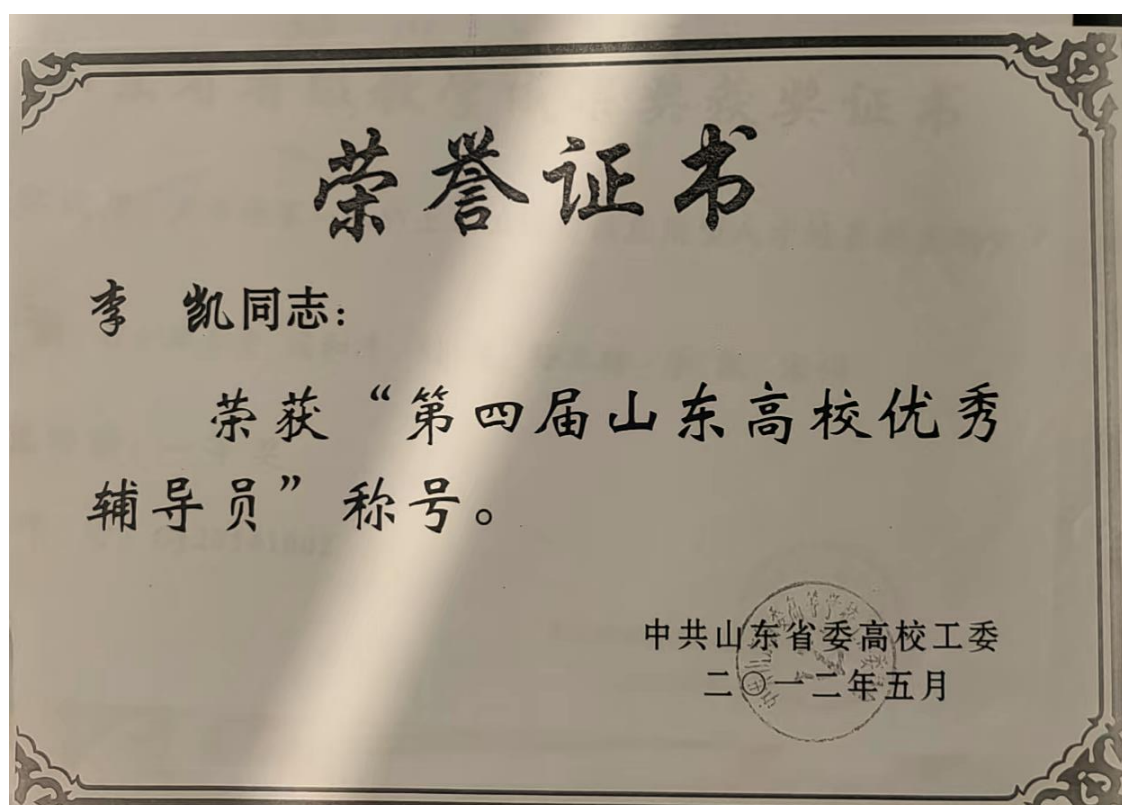 荣誉证书
李 凯同志：
荣获“第四届山东高校优秀
辅导员”称号。
中共山东省委高校工委
二〇一二年五月